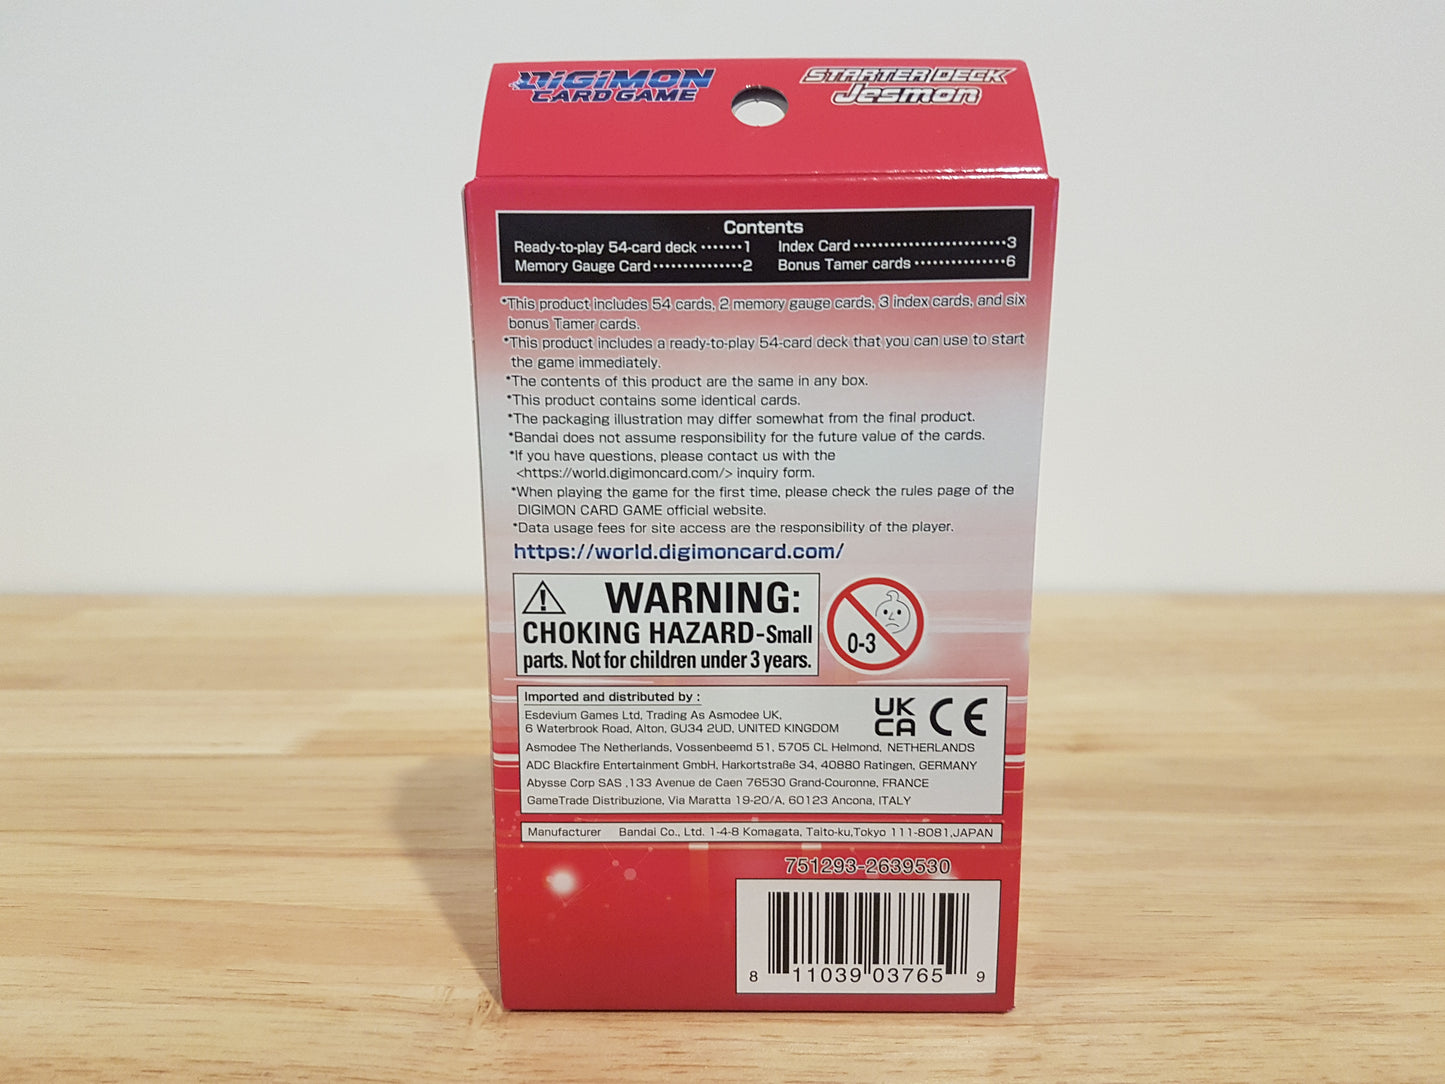 DIGIMON
CARD GAME
STARTER DECK
Jesmon
Contents
Ready-to-play 54-card deck ·······1
Memory Gauge Card···············2
Index Card··························3
Bonus Tamer cards ···············6
*This product includes 54 cards, 2 memory gauge cards, 3 index cards, and six
bonus Tamer cards.
*This product includes a ready-to-play 54-card deck that you can use to start
the game immediately.
*The contents of this product are the same in any box.
*This product contains some identical cards.
*The packaging illustration may differ somewhat from the final product.
*Bandai does not assume responsibility for the future value of the cards.
*If you have questions, please contact us with the
<https://world.digimoncard.com/> inquiry form.
*When playing the game for the first time, please check the rules page of the
DIGIMON CARD GAME official website.
*Data usage fees for site access are the responsibility of the player.
https://world.digimoncard.com/
WARNING:
CHOKING HAZARD-Small
parts. Not for children under 3 years.
0-3
Imported and distributed by :
Esdevium Games Ltd, Trading As Asmodee UK,
6 Waterbrook Road, Alton, GU34 2UD, UNITED KINGDOM
UK
CA
CE
Asmodee The Netherlands, Vossenbeemd 51, 5705 CL Helmond, NETHERLANDS
ADC Blackfire Entertainment GmbH, Harkortstraße 34, 40880 Ratingen, GERMANY
Abysse Corp SAS ,133 Avenue de Caen 76530 Grand-Couronne, FRANCE
GameTrade Distribuzione, Via Maratta 19-20/A, 60123 Ancona, ITALY
Manufacturer Bandai Co., Ltd. 1-4-8 Komagata, Taito-ku,Tokyo 111-8081,JAPAN
751293-2639530
8 11039 03765 9